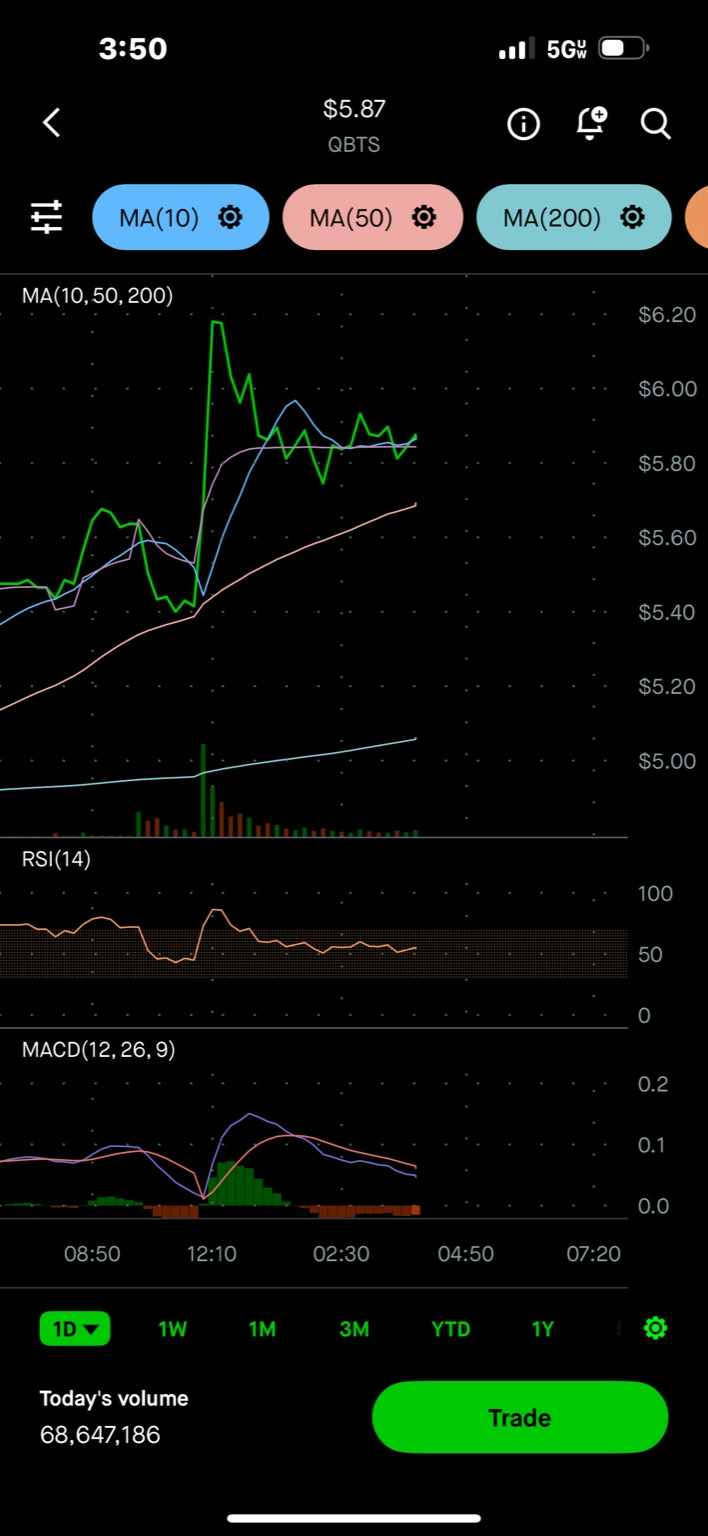 3:50
5GUW
$5.87
QBTS
MA(10)
MA(50)
MA(200)
MA(10,50,200)
$6.20
$6.00
$5.80
$5.60
$5.40
$5.20
$5.00
RSI(14)
100
50
0
MACD(12,26,9)
0.2
0.1
0.0
08:50 12:10 02:30 04:50 07:20
1D 1W 1M 3M YTD 1Y
Today's volume
68,647,186
Trade